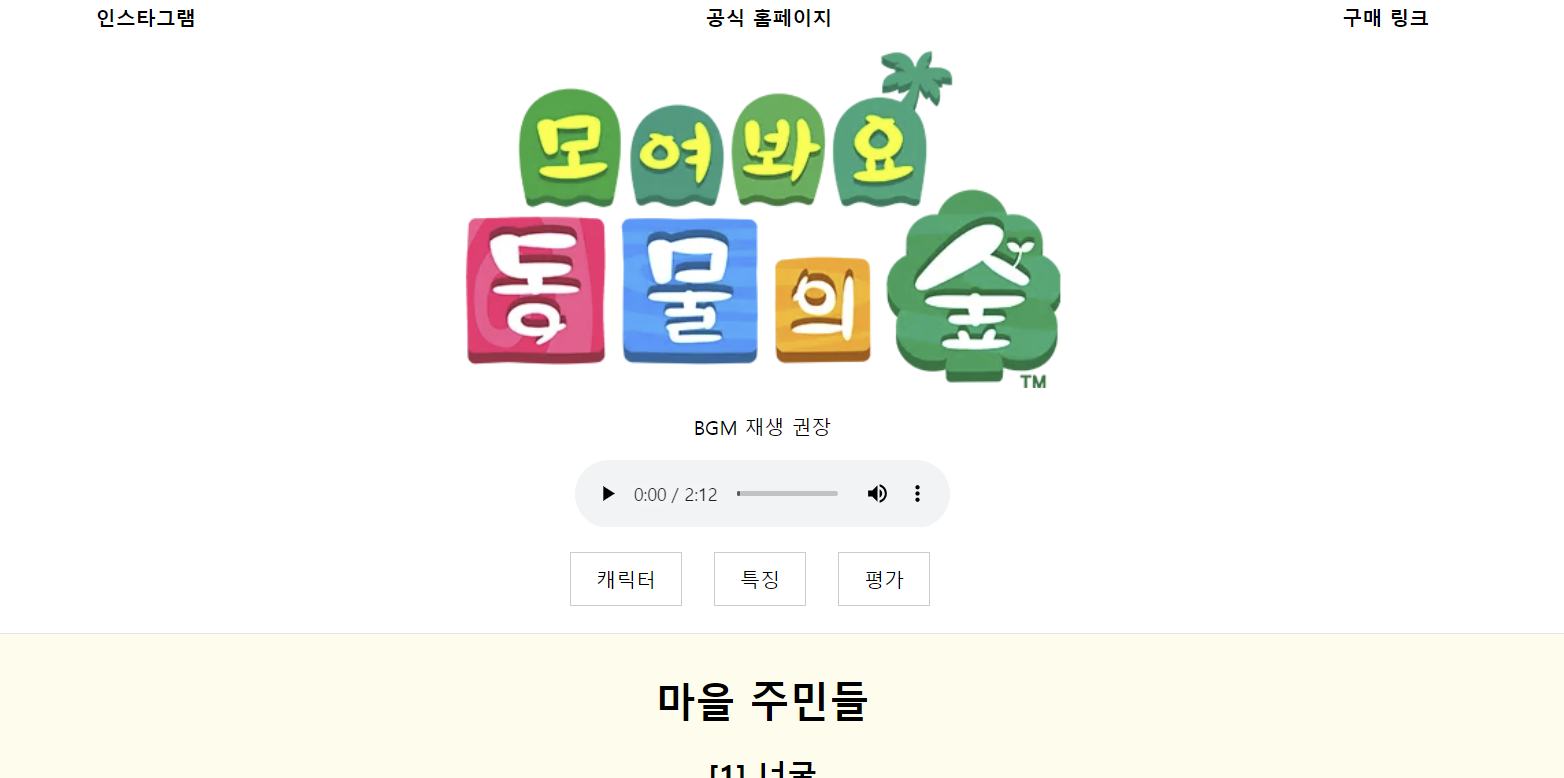 인스타그램 공식 홈페이지 구매 링크
모여봐요
동물의 숲
TM
BGM 재생 권장
0:00 / 2:12
캐릭터 특징 평가
마을 주민들
[1]